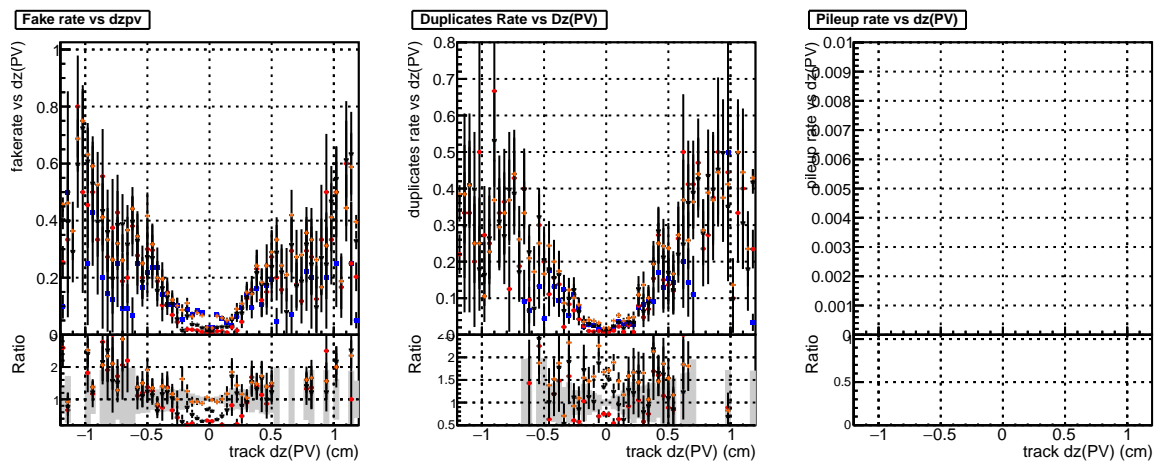 Fake rate vs dzpv
fakerate vs dz(PV)
1
0.8
0.6
0.4
0.2
0
Ratio
2
1
−1 −0.5 0 0.5 1
track dz(PV) (cm)
Duplicates Rate vs Dz(PV)
duplicates rate vs dz(PV)
0.8
0.7
0.6
0.5
0.4
0.3
0.2
0.1
Ratio
2
1.5
1
0.5
−1 −0.5 0 0.5 1
track dz(PV) (cm)
Pileup rate vs dz(PV)
pileup rate vs dz(PV)
0.01
0.009
0.008
0.007
0.006
0.005
0.004
0.003
0.002
0.001
0
Ratio
1
0.5
0
−1 −0.5 0 0.5 1
track dz(PV) (cm)